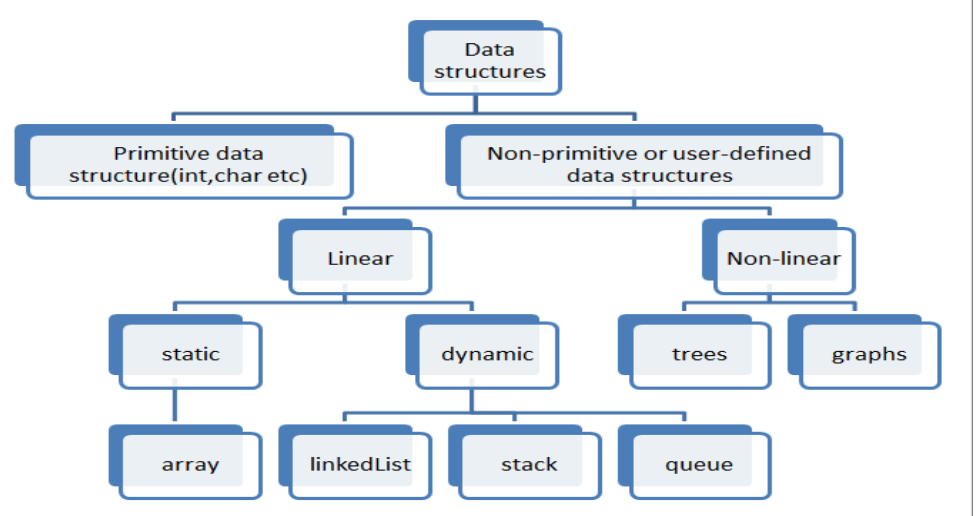 Data
structures
Primitive data
structure(int,char etc)
Non-primitive or user-defined
data structures
Linear
Non-linear
static
dynamic
trees
graphs
array
linkedList
stack
queue